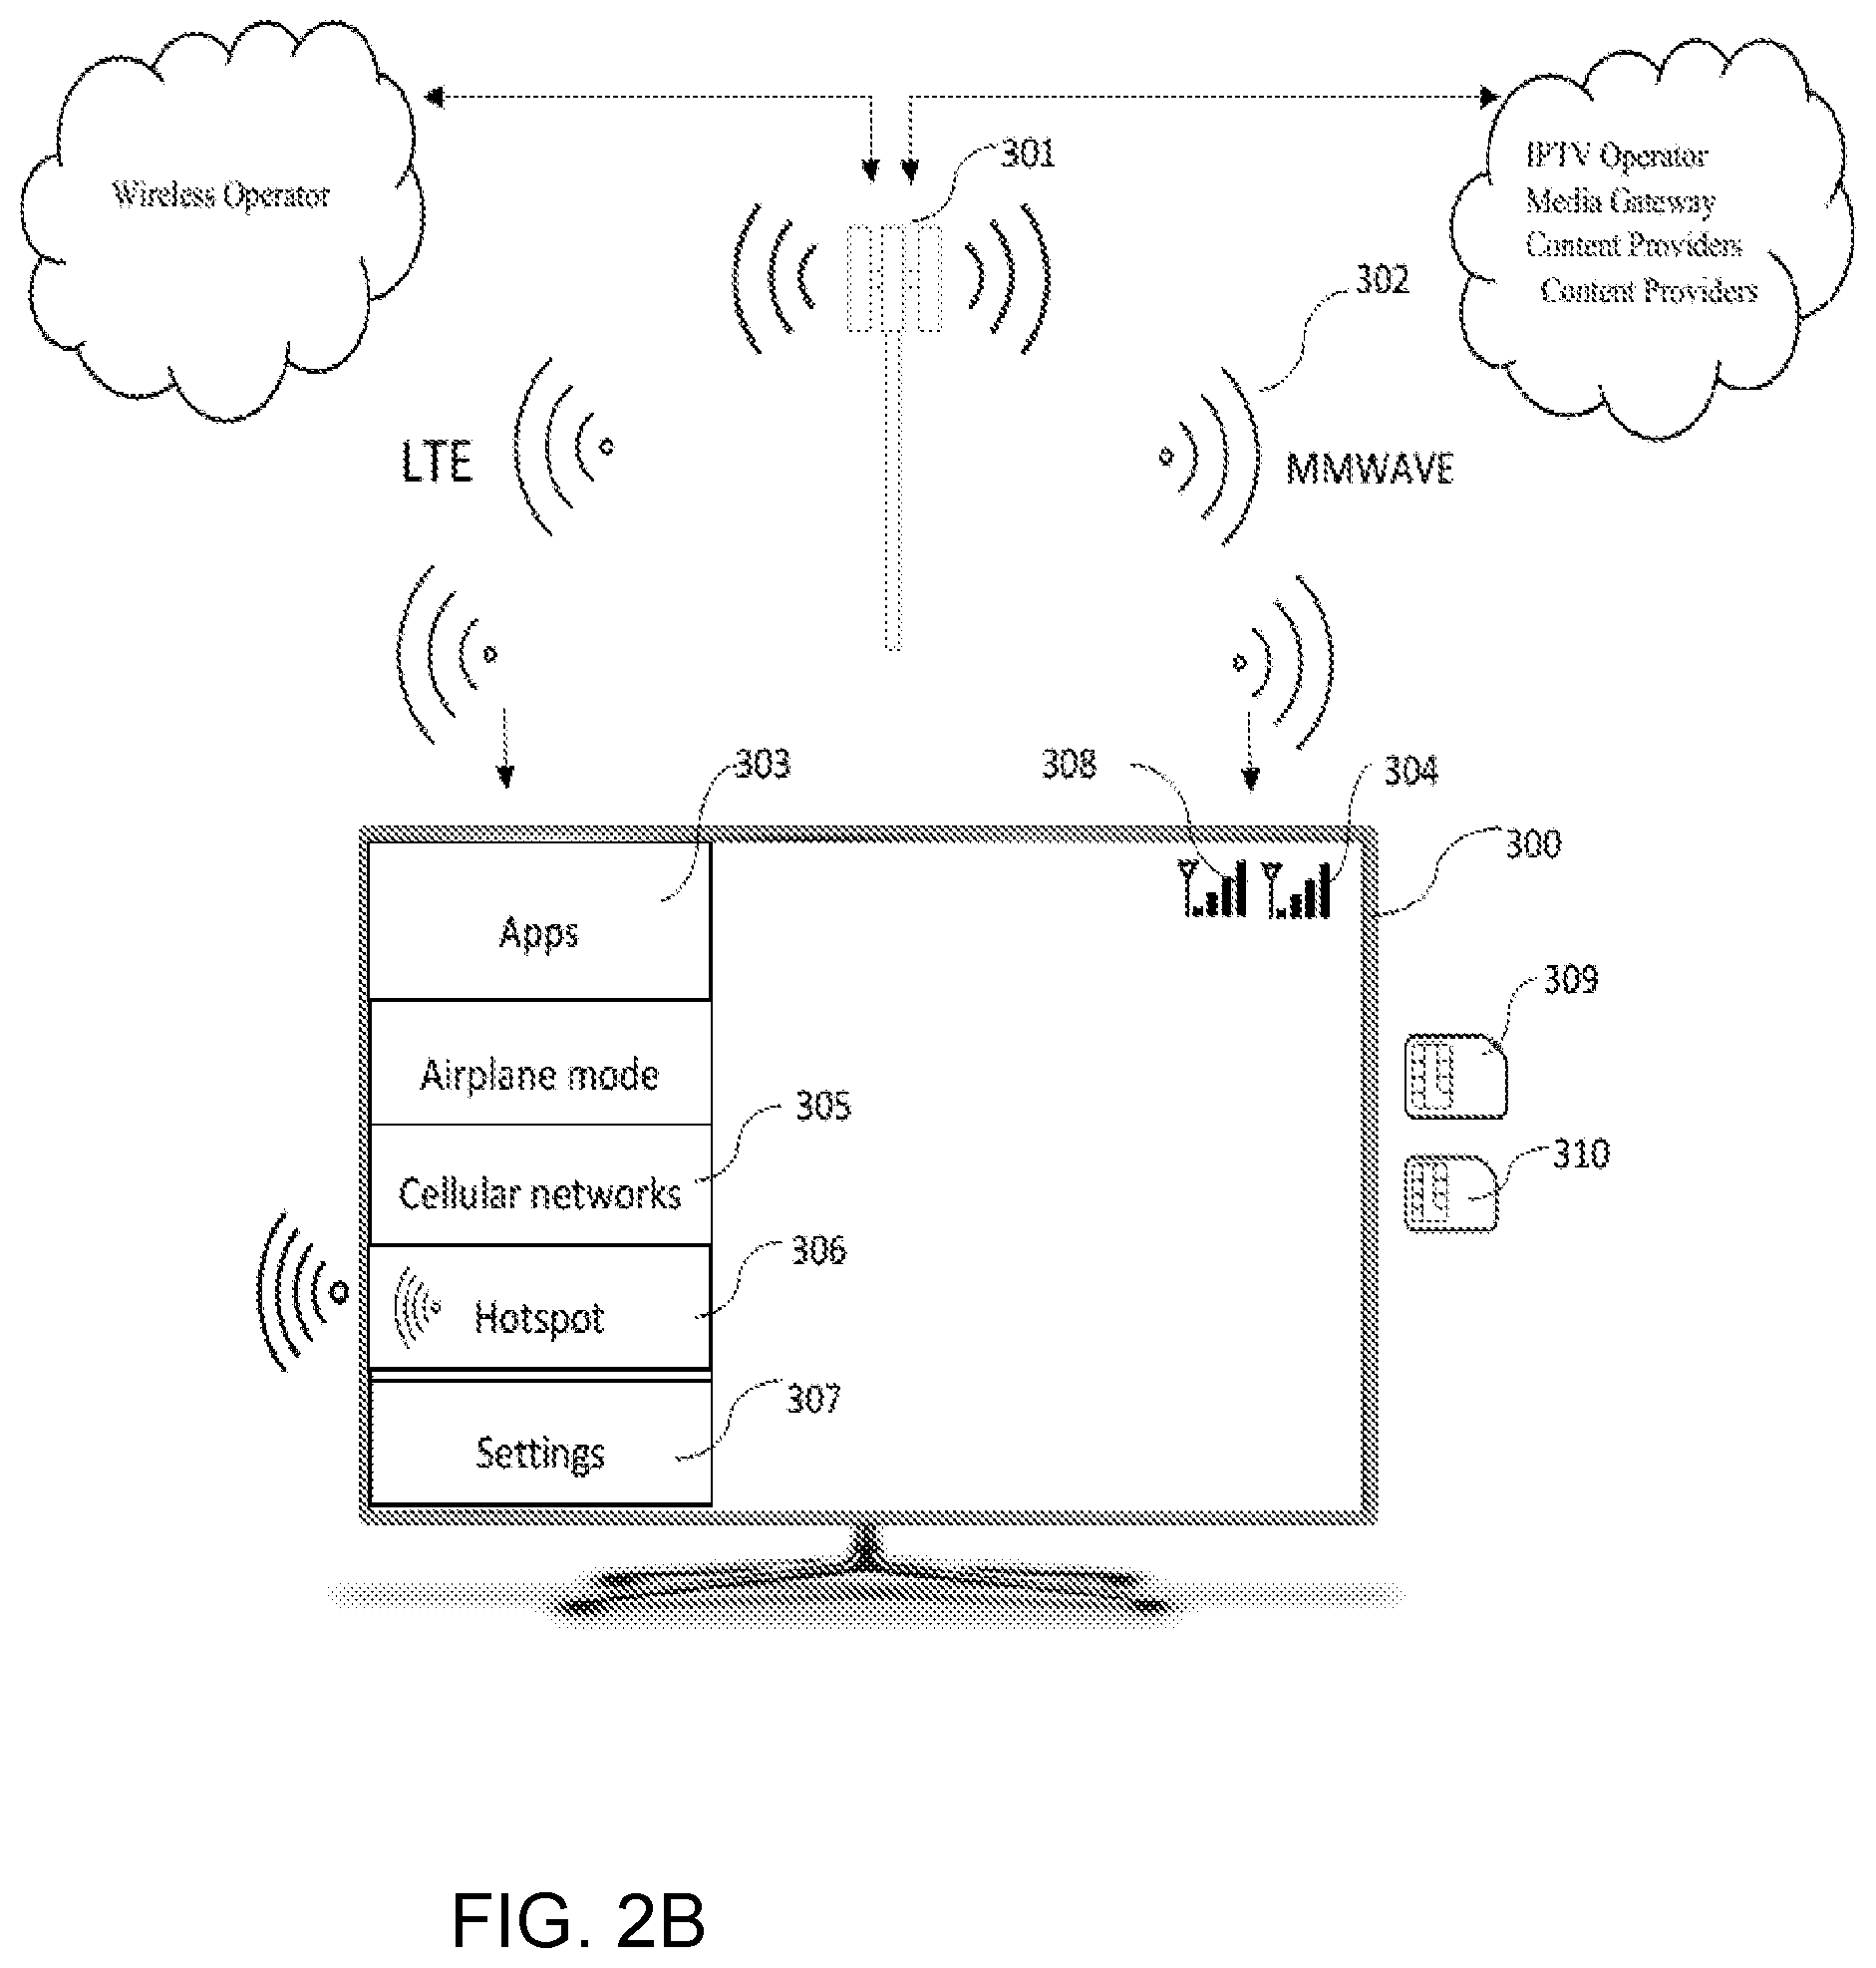 301
Wireless Operator
IPTV Operator
Media Gateway
Content Providers
Content Providers
302
LTE
MMWAVE
303
308
304
300
Apps
309
Airplane mode
305
310
Cellular networks
306
Hotspot
307
Settings
FIG. 2B